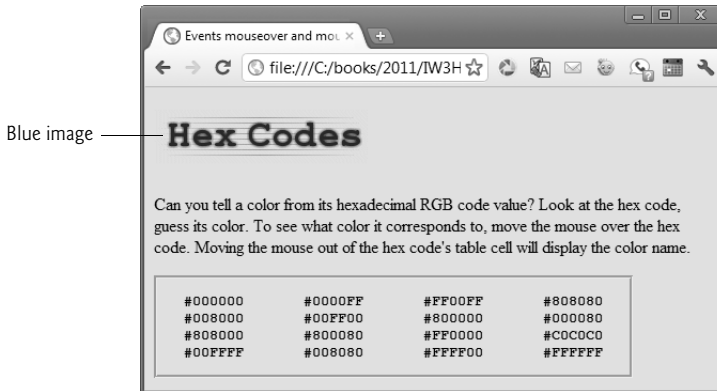 Events mouseover and mou
file:///C:/books/2011/IW3H
Blue image
Hex Codes
Can you tell a color from its hexadecimal RGB code value? Look at the hex code,
guess its color. To see what color it corresponds to, move the mouse over the hex
code. Moving the mouse out of the hex code's table cell will display the color name.
#000000 #0000FF #FF00FF #808080
#008000 #00FF00 #800000 #000080
#808000 #800080 #FF0000 #C0C0C0
#00FFFF #008080 #FFFF00 #FFFFFF